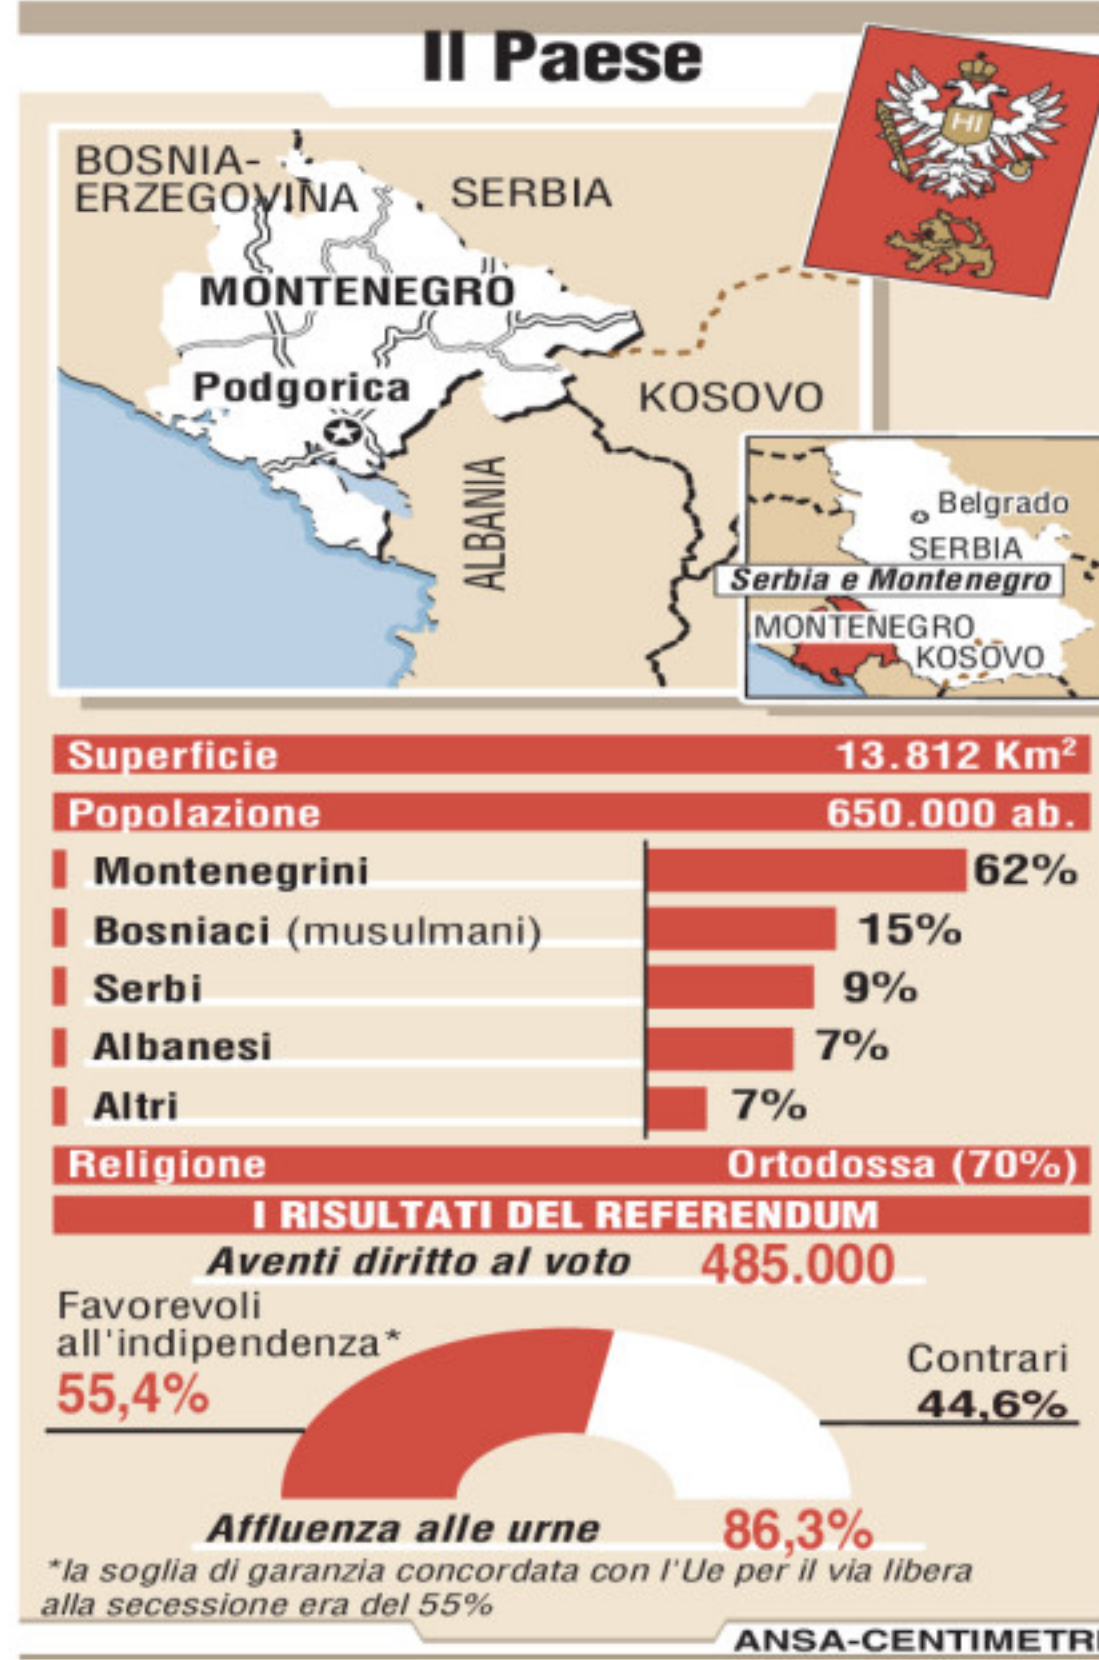 Il Paese
HI
BOSNIA-
ERZEGOVINA
SERBIA
MONTENEGRO
Podgorica
KOSOVO
ALBANIA
Belgrado
SERBIA
Serbia e Montenegro
MONTENEGRO
KOSOVO
Superficie 13.812 Km²
Popolazione 650.000 ab.
Montenegrini 62%
Bosniaci (musulmani) 15%
Serbi 9%
Albanesi 7%
Altri 7%
Religione Ortodossa (70%)
I RISULTATI DEL REFERENDUM
Aventi diritto al voto 485.000
Favorevoli
all'indipendenza*
55,4%
Contrari
44,6%
Affluenza alle urne 86,3%
*la soglia di garanzia concordata con l'Ue per il via libera
alla secessione era del 55%
ANSA-CENTIMETRI